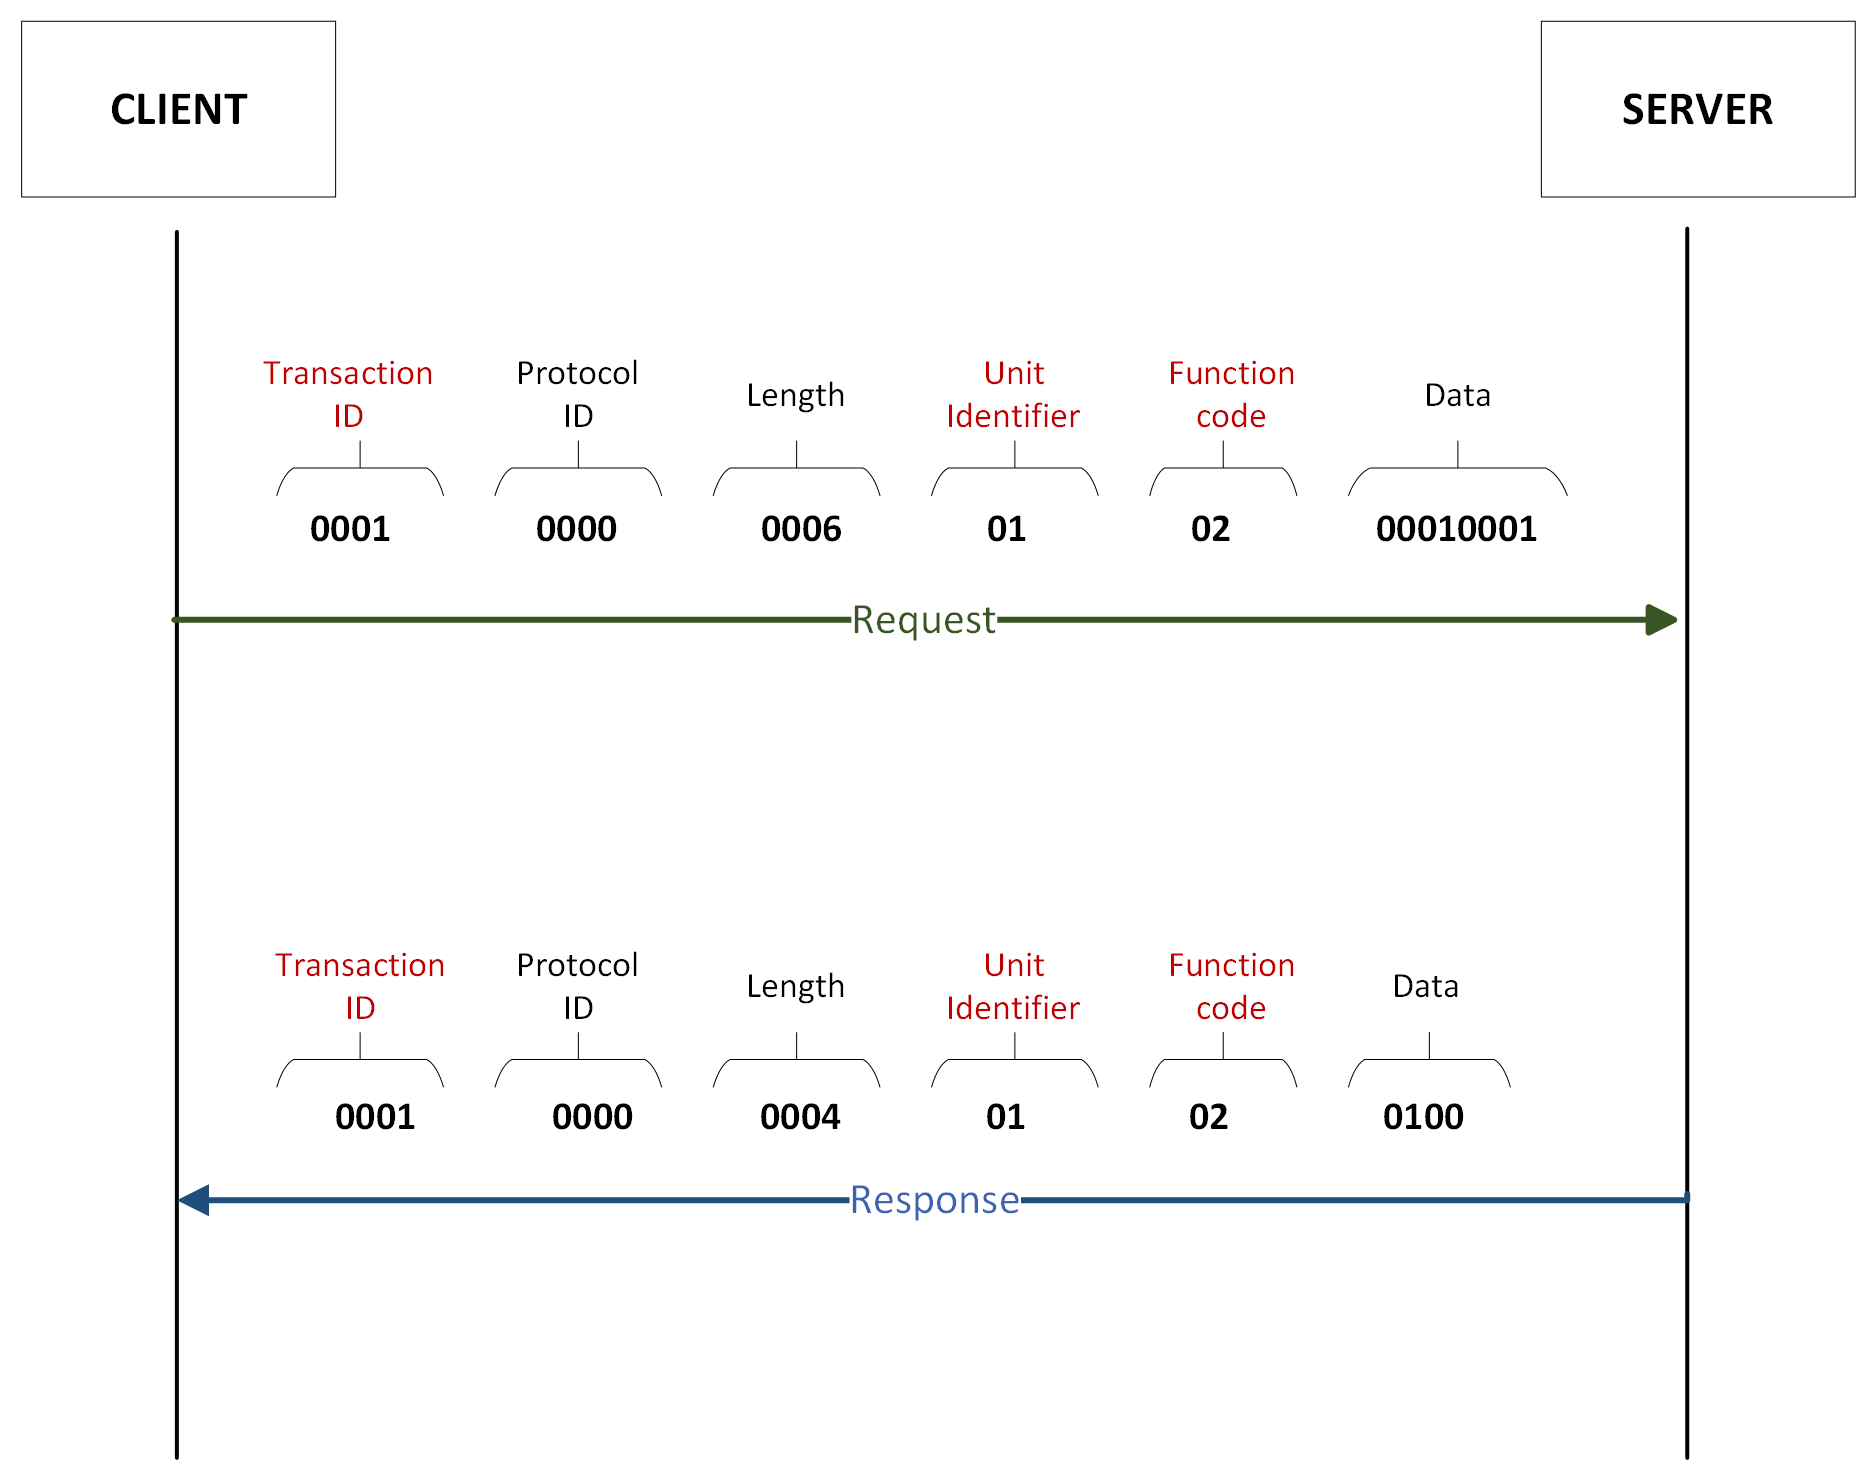 CLIENT
SERVER
Transaction
ID
Protocol
ID
Length
Unit
Identifier
Function
code
Data
0001
0000
0006
01
02
00010001
Request
Transaction
ID
Protocol
ID
Length
Unit
Identifier
Function
code
Data
0001
0000
0004
01
02
0100
Response